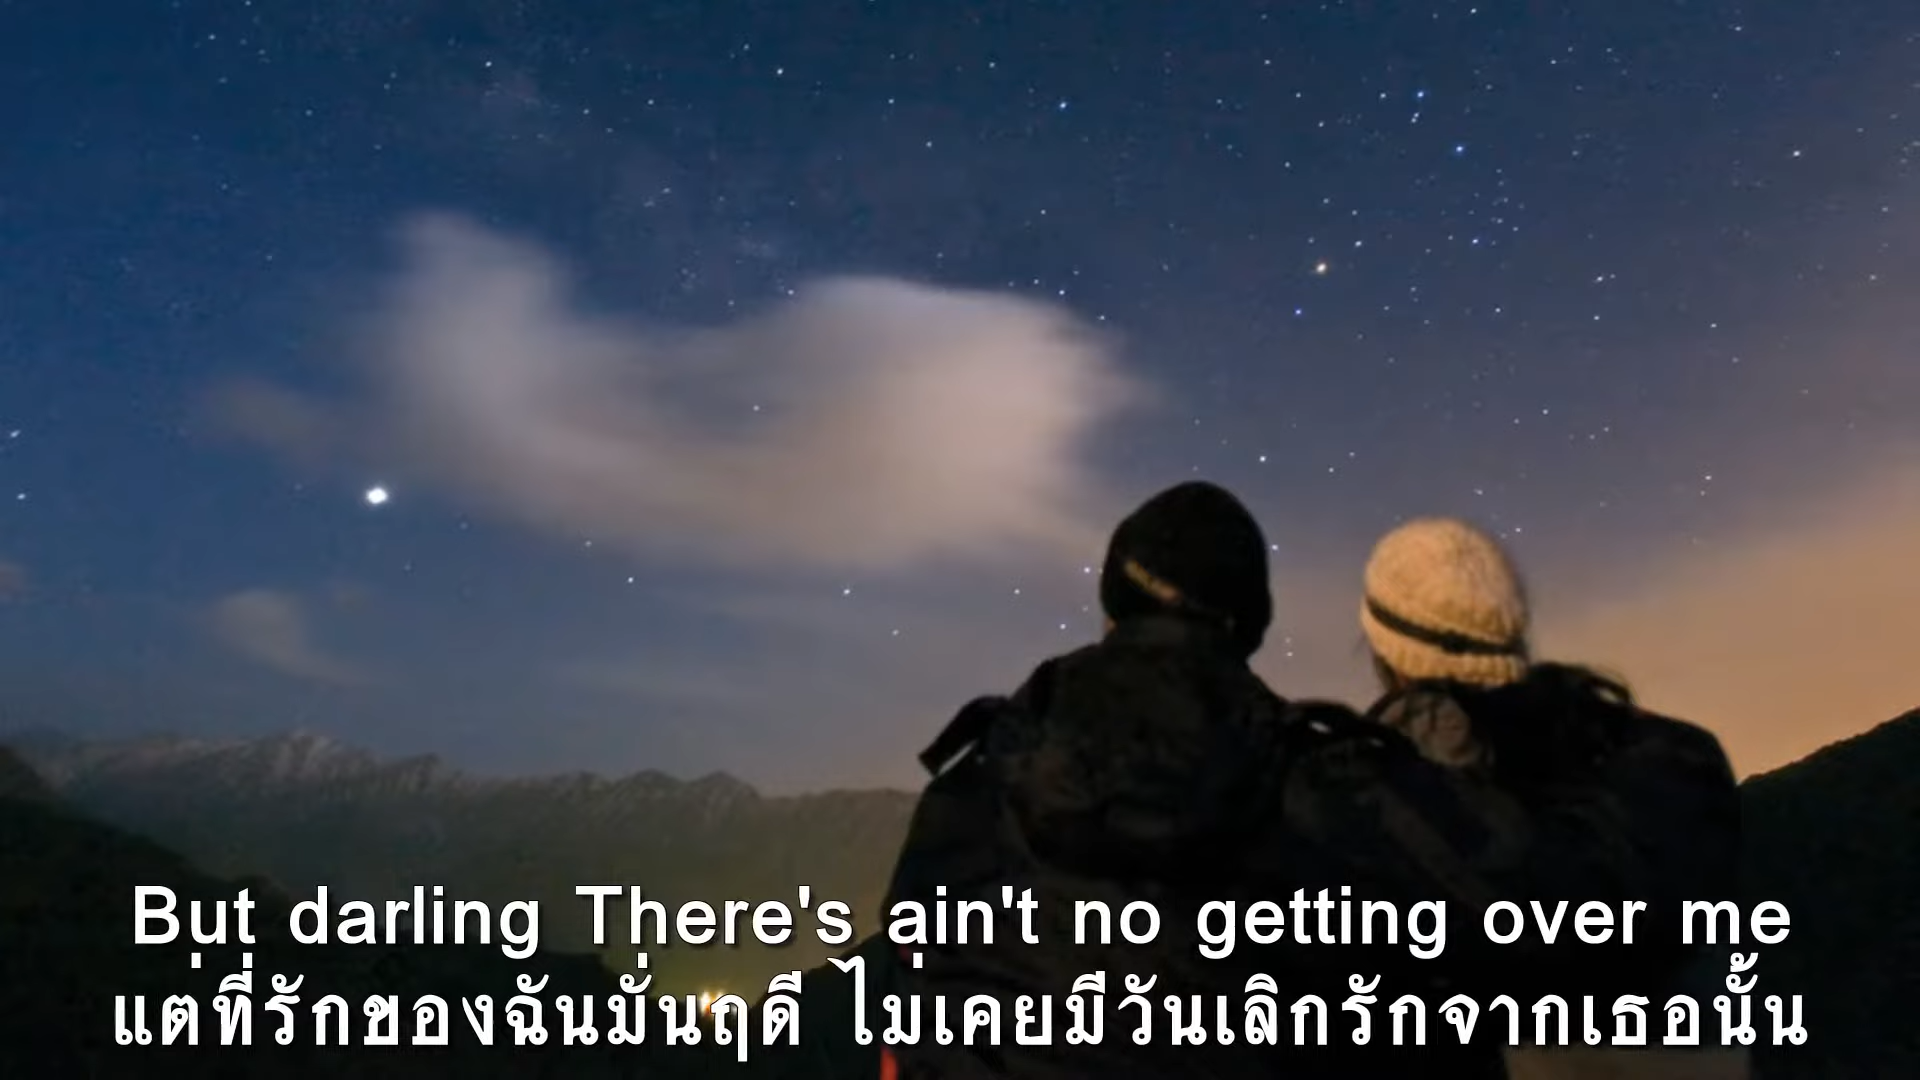 But darling There's ain't no getting over me
แต่ที่รักของฉันมั่นฤดี ไม่เคยมีวันเลิกรักจากเธอนั้น